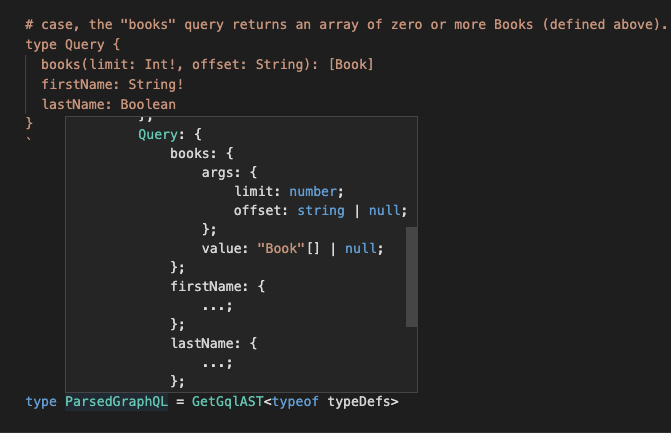 # case, the "books" query returns an array of zero or more Books (defined above).
type Query {
books(limit: Int!, offset: String): [Book]
firstName: String!
lastName: Boolean
}
`
};
Query: {
books: {
args: {
limit: number;
offset: string | null;
};
value: "Book"[] | null;
};
firstName: {
...;
};
lastName: {
...;
};
type ParsedGraphQL = GetGqlAST<typeof typeDefs>